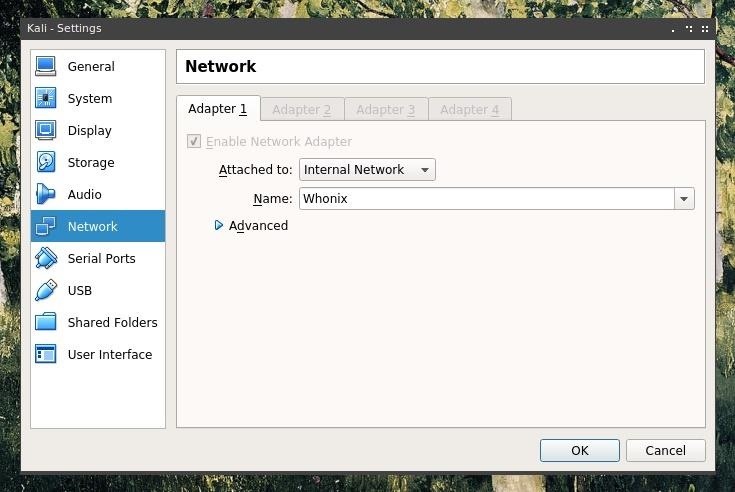 Kali - Settings
General
System
Display
Storage
Audio
Network
Serial Ports
USB
Shared Folders
User Interface
Network
Adapter 1 Adapter 2 Adapter 3 Adapter 4
Enable Network Adapter
Attached to: Internal Network
Name: Whonix
Advanced
OK Cancel